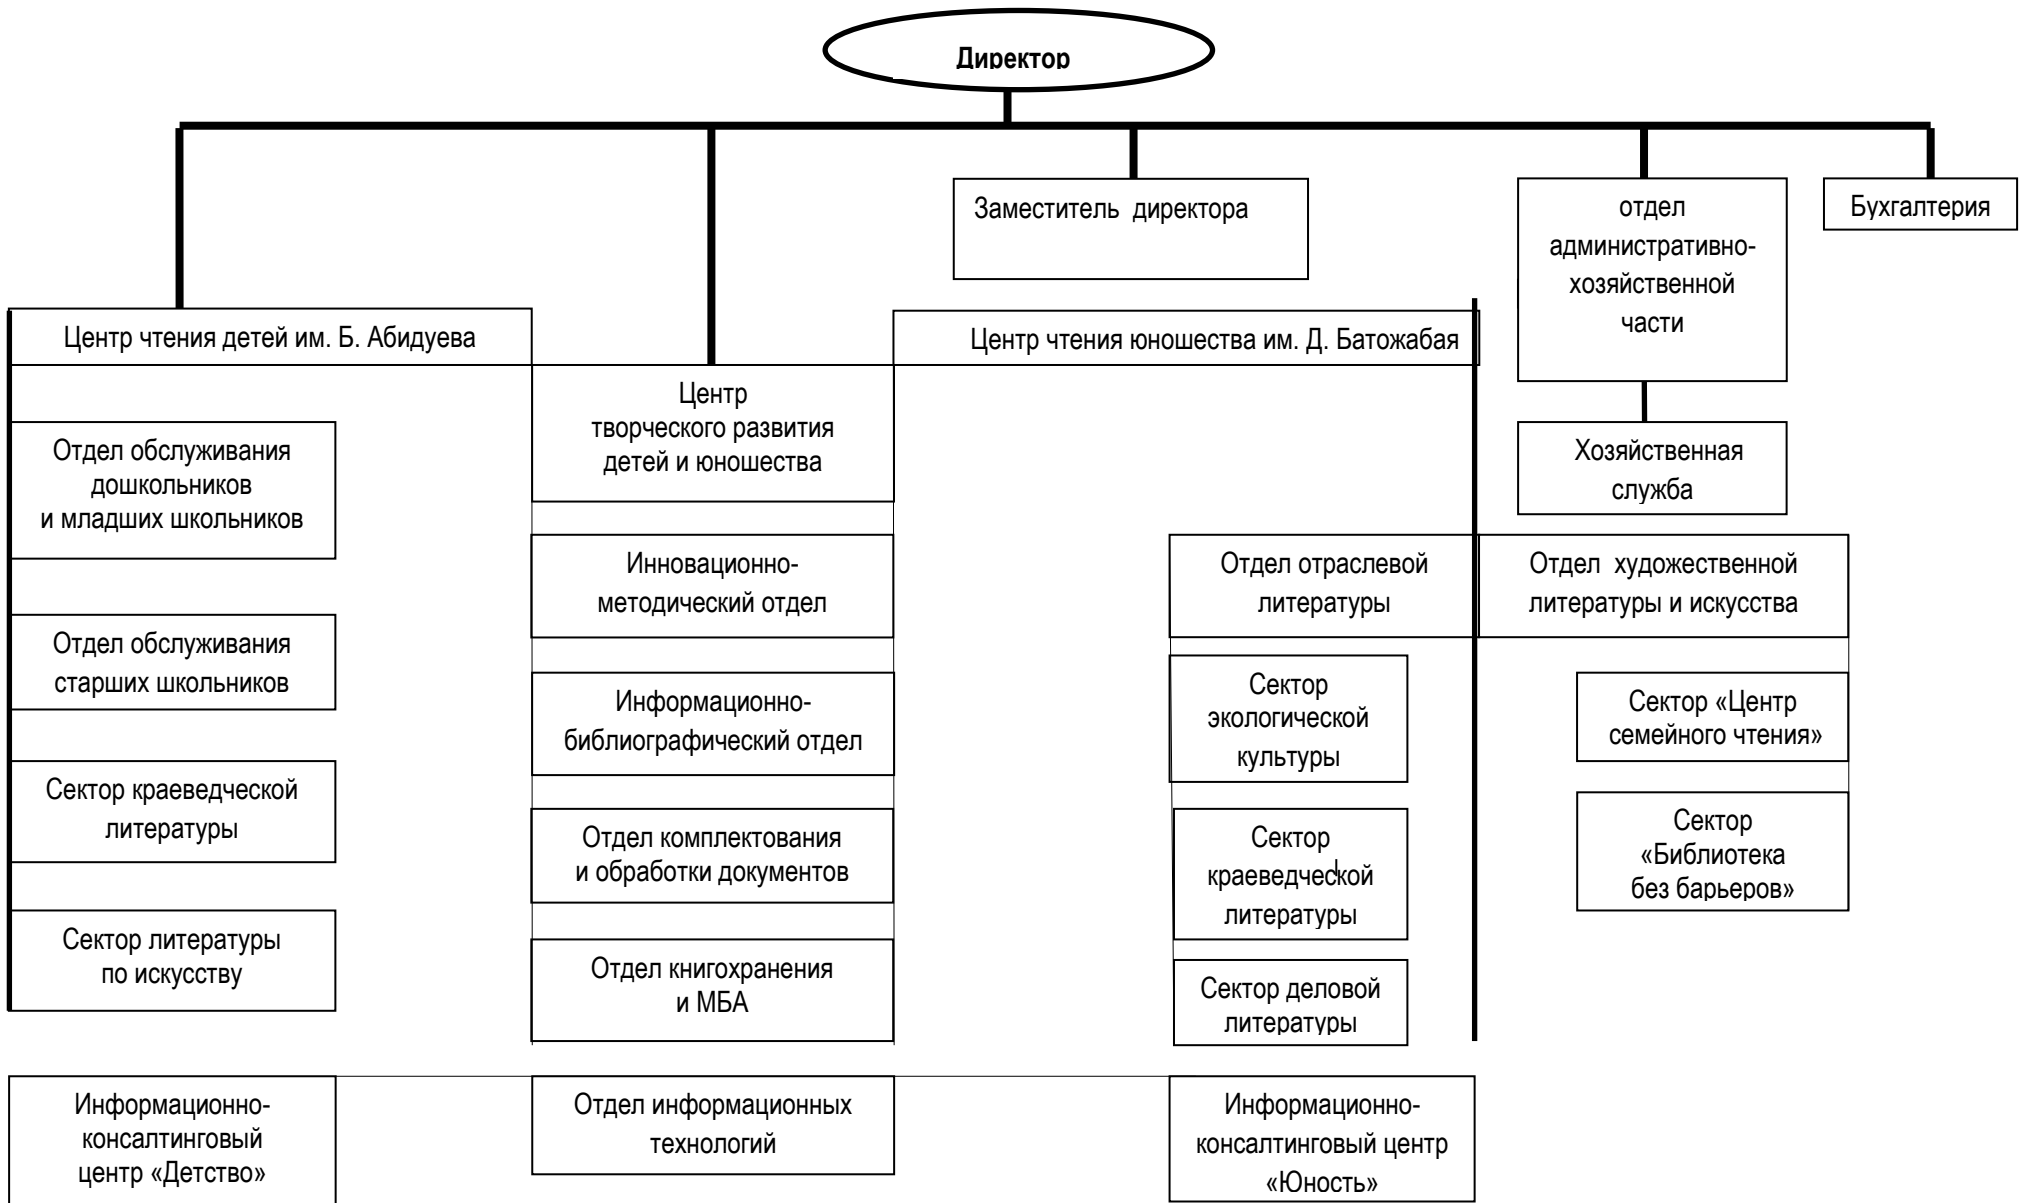 Директор
Заместитель директора
отдел
административно-
хозяйственной
части
Бухгалтерия
Центр чтения детей им. Б. Абидуева
Центр чтения юношества им. Д. Батожабая
Центр
творческого развития
детей и юношества
Отдел обслуживания
дошкольников
и младших школьников
Хозяйственная
служба
Инновационно-
методический отдел
Отдел отраслевой
литературы
Отдел художественной
литературы и искусства
Отдел обслуживания
старших школьников
Информационно-
библиографический отдел
Сектор
экологической
культуры
Сектор «Центр
семейного чтения»
Сектор краеведческой
литературы
Отдел комплектования
и обработки документов
Сектор
краеведческой
литературы
Сектор
«Библиотека
без барьеров»
Сектор литературы
по искусству
Отдел книгохранения
и МБА
Сектор деловой
литературы
Информационно-
консалтинговый
центр «Детство»
Отдел информационных
технологий
Информационно-
консалтинговый центр
«Юность»